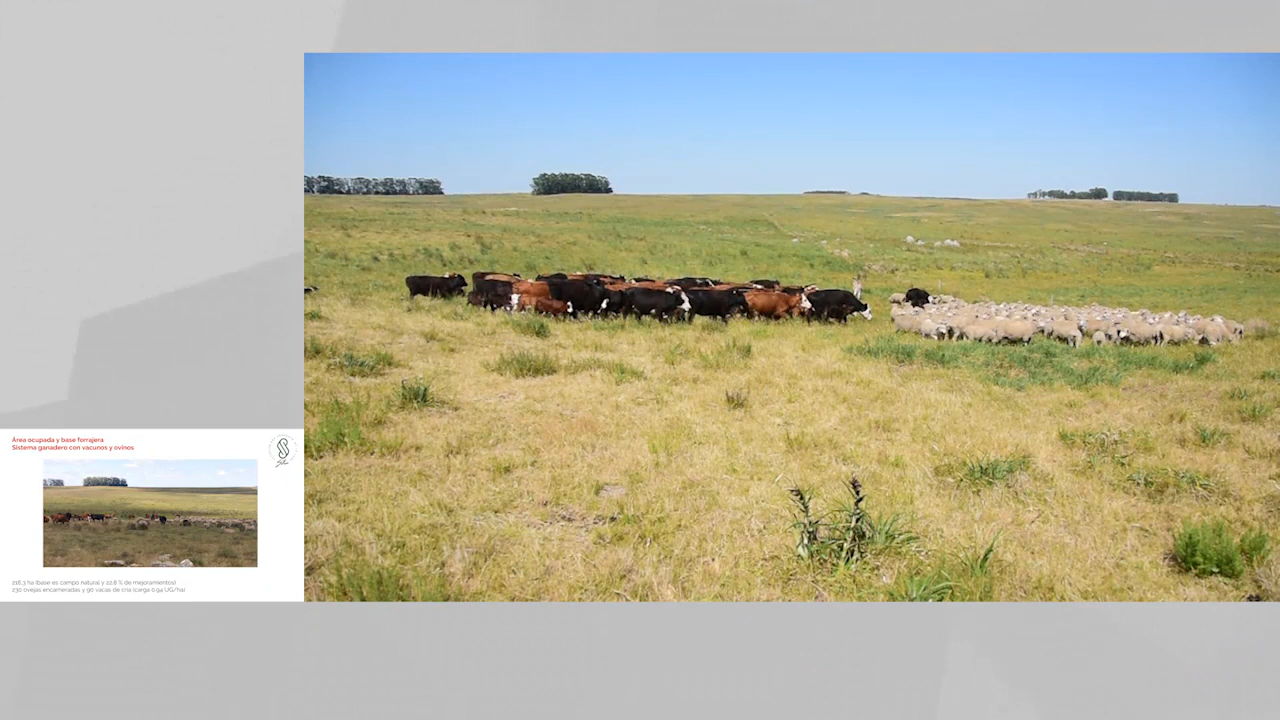 Área ocupada y base forrajera
Sistema ganadero con vacunos y ovinos
216,3 ha (base es campo natural y 22.8 % de mejoramientos)
230 ovejas encarneradas y 90 vacas de cría (carga 0.94 UG/ha)